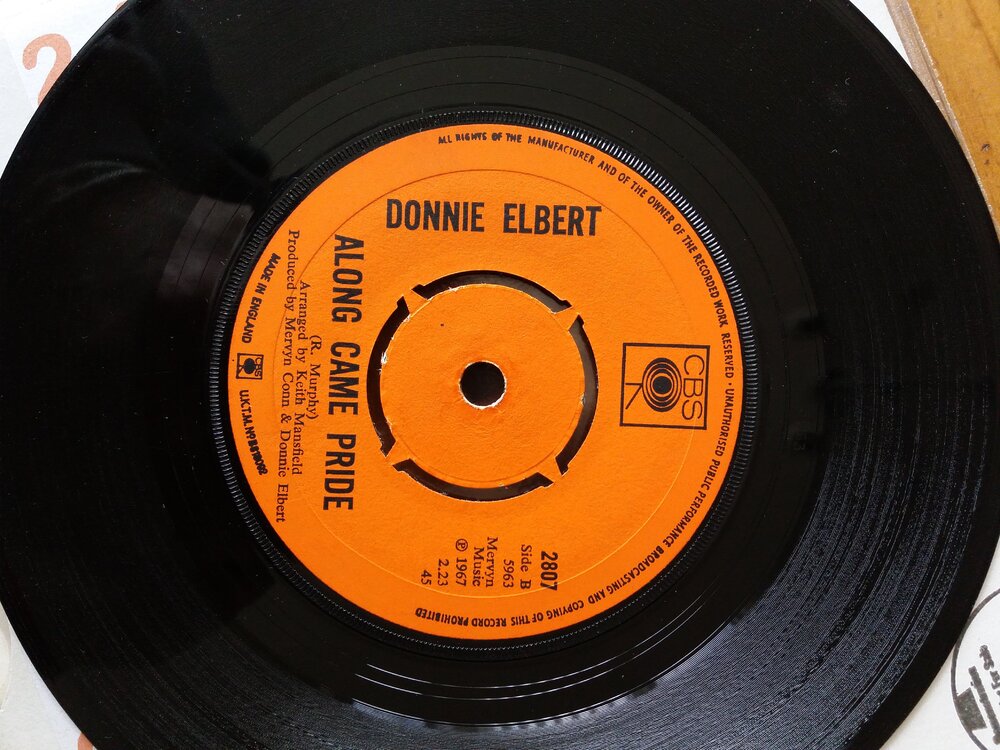 ALL RIGHTS OF THE MANUFACTURER AND OF THE OWNER OF THE RECORDED WORK RESERVED · UNAUTHORISED PUBLIC PERFORMANCE BROADCASTING AND COPYING OF THIS RECORD PROHIBITED
CBS
2807
Side B
5963
Mervyn
Music
℗ 1967
2.23
45
DONNIE ELBERT
ALONG CAME PRIDE
(R. Murphy)
Arranged by Keith Mansfield
Produced by Mervyn Conn & Donnie Elbert
MADE IN ENGLAND
CBS
2